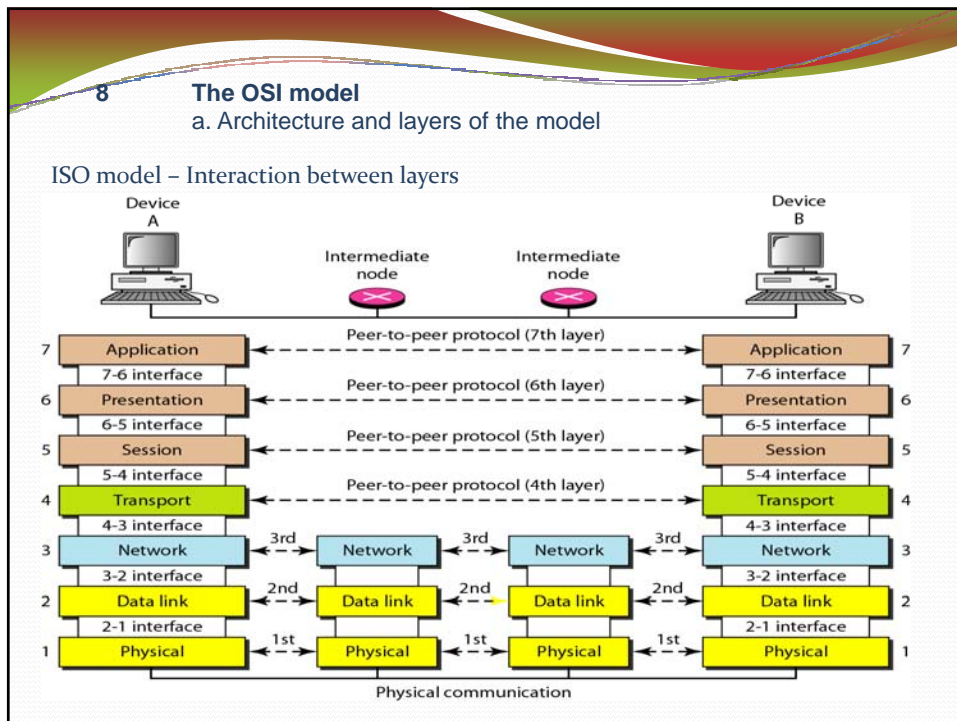 8 The OSI model
a. Architecture and layers of the model
ISO model – Interaction between layers
Device
A
Device
B
Intermediate
node
Intermediate
node
Peer-to-peer protocol (7th layer)
7 Application Application 7
7-6 interface 7-6 interface
Peer-to-peer protocol (6th layer)
6 Presentation Presentation 6
6-5 interface 6-5 interface
Peer-to-peer protocol (5th layer)
5 Session Session 5
5-4 interface 5-4 interface
Peer-to-peer protocol (4th layer)
4 Transport Transport 4
4-3 interface 4-3 interface
3 Network 3rd Network 3rd Network 3rd Network 3
3-2 interface 3-2 interface
2 Data link 2nd Data link 2nd Data link 2nd Data link 2
2-1 interface 2-1 interface
1 Physical 1st Physical 1st Physical 1st Physical 1
Physical communication